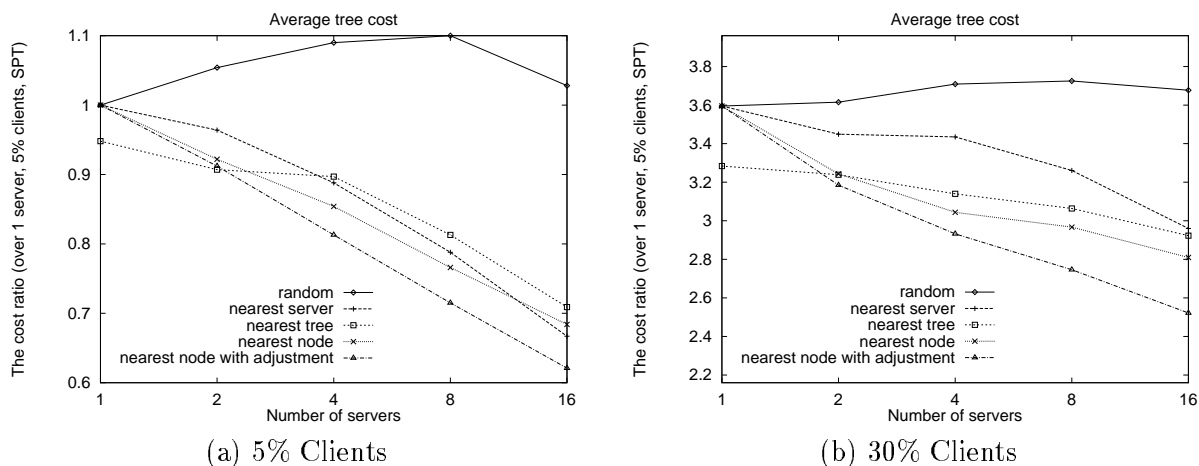 Average tree cost
The cost ratio (over 1 server, 5% clients, SPT)
1.1
1
0.9
0.8
0.7
0.6
random
nearest server
nearest tree
nearest node
nearest node with adjustment
1 2 4 8 16
Number of servers
(a) 5% Clients
Average tree cost
The cost ratio (over 1 server, 5% clients, SPT)
3.8
3.6
3.4
3.2
3
2.8
2.6
2.4
2.2
random
nearest server
nearest tree
nearest node
nearest node with adjustment
1 2 4 8 16
Number of servers
(b) 30% Clients